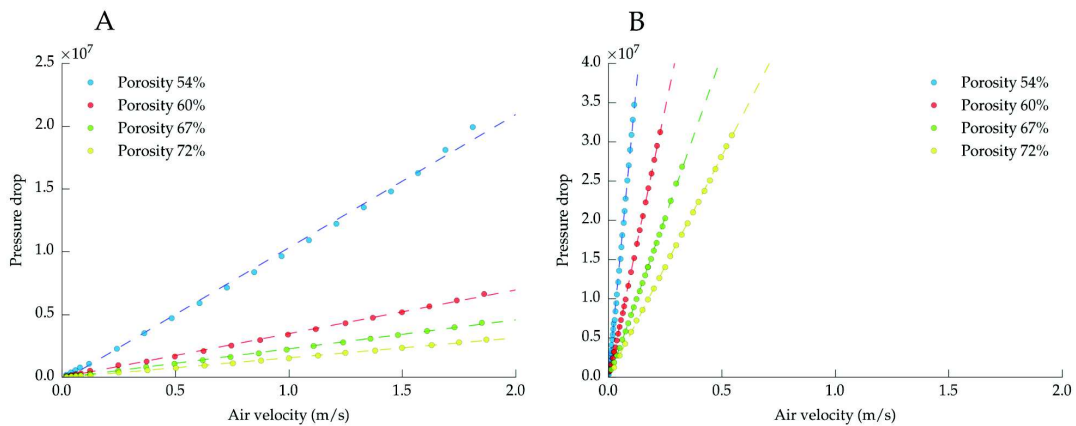 A
×10⁷
2.5
2.0
1.5
1.0
0.5
0.0
Pressure drop
Porosity 54%
Porosity 60%
Porosity 67%
Porosity 72%
0.0 0.5 1.0 1.5 2.0
Air velocity (m/s)
B
×10⁷
4.0
3.5
3.0
2.5
2.0
1.5
1.0
0.5
0.0
Pressure drop
Porosity 54%
Porosity 60%
Porosity 67%
Porosity 72%
0.0 0.5 1.0 1.5 2.0
Air velocity (m/s)